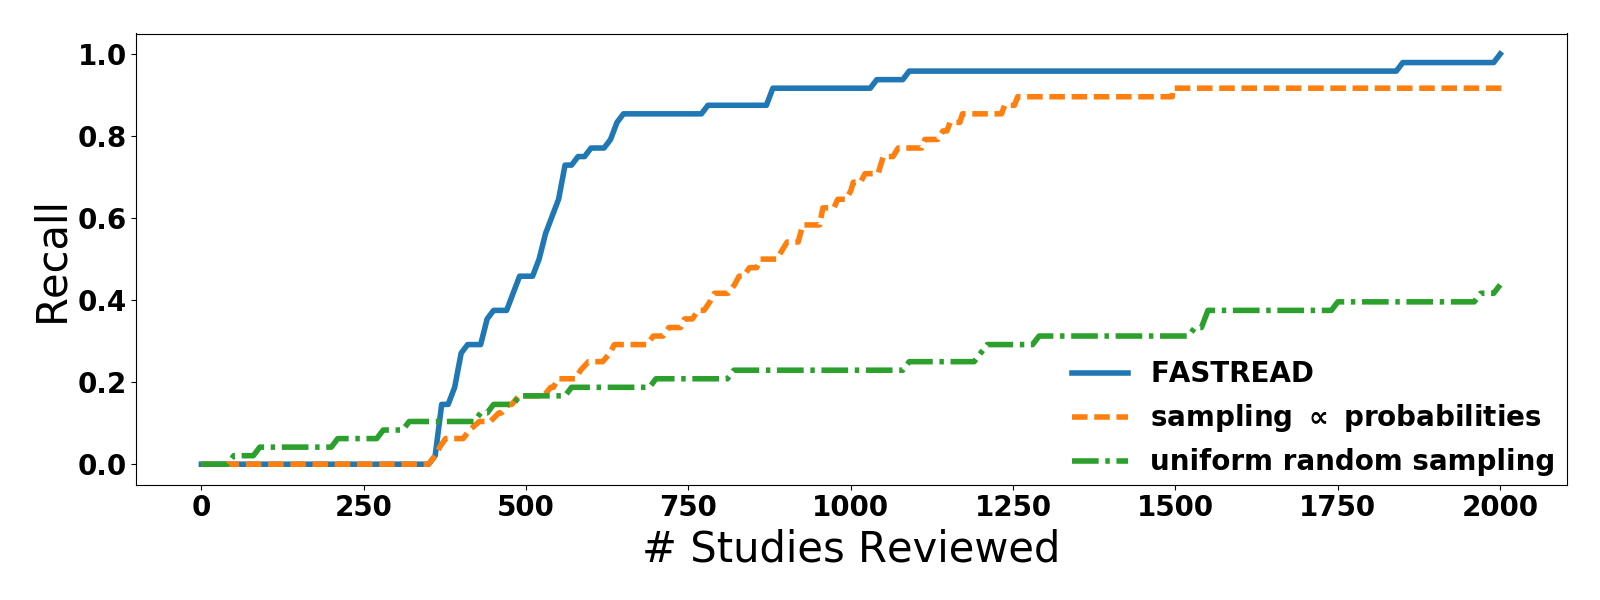 1.0
0.8
0.6
0.4
0.2
0.0
Recall
0 250 500 750 1000 1250 1500 1750 2000
# Studies Reviewed
FASTREAD
sampling ∝ probabilities
uniform random sampling